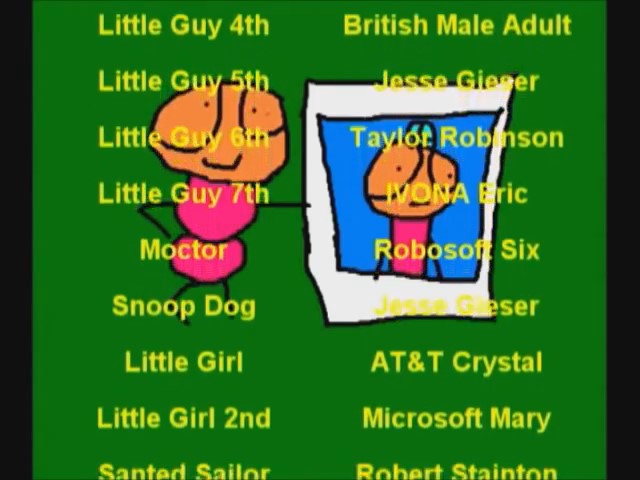 Little Guy 4th British Male Adult
Little Guy 5th Jesse Gieser
Little Guy 6th Taylor Robinson
Little Guy 7th IVONA Eric
Moctor Robosoft Six
Snoop Dog Jesse Gieser
Little Girl AT&T Crystal
Little Girl 2nd Microsoft Mary
Santed Sailor Robert Stainton